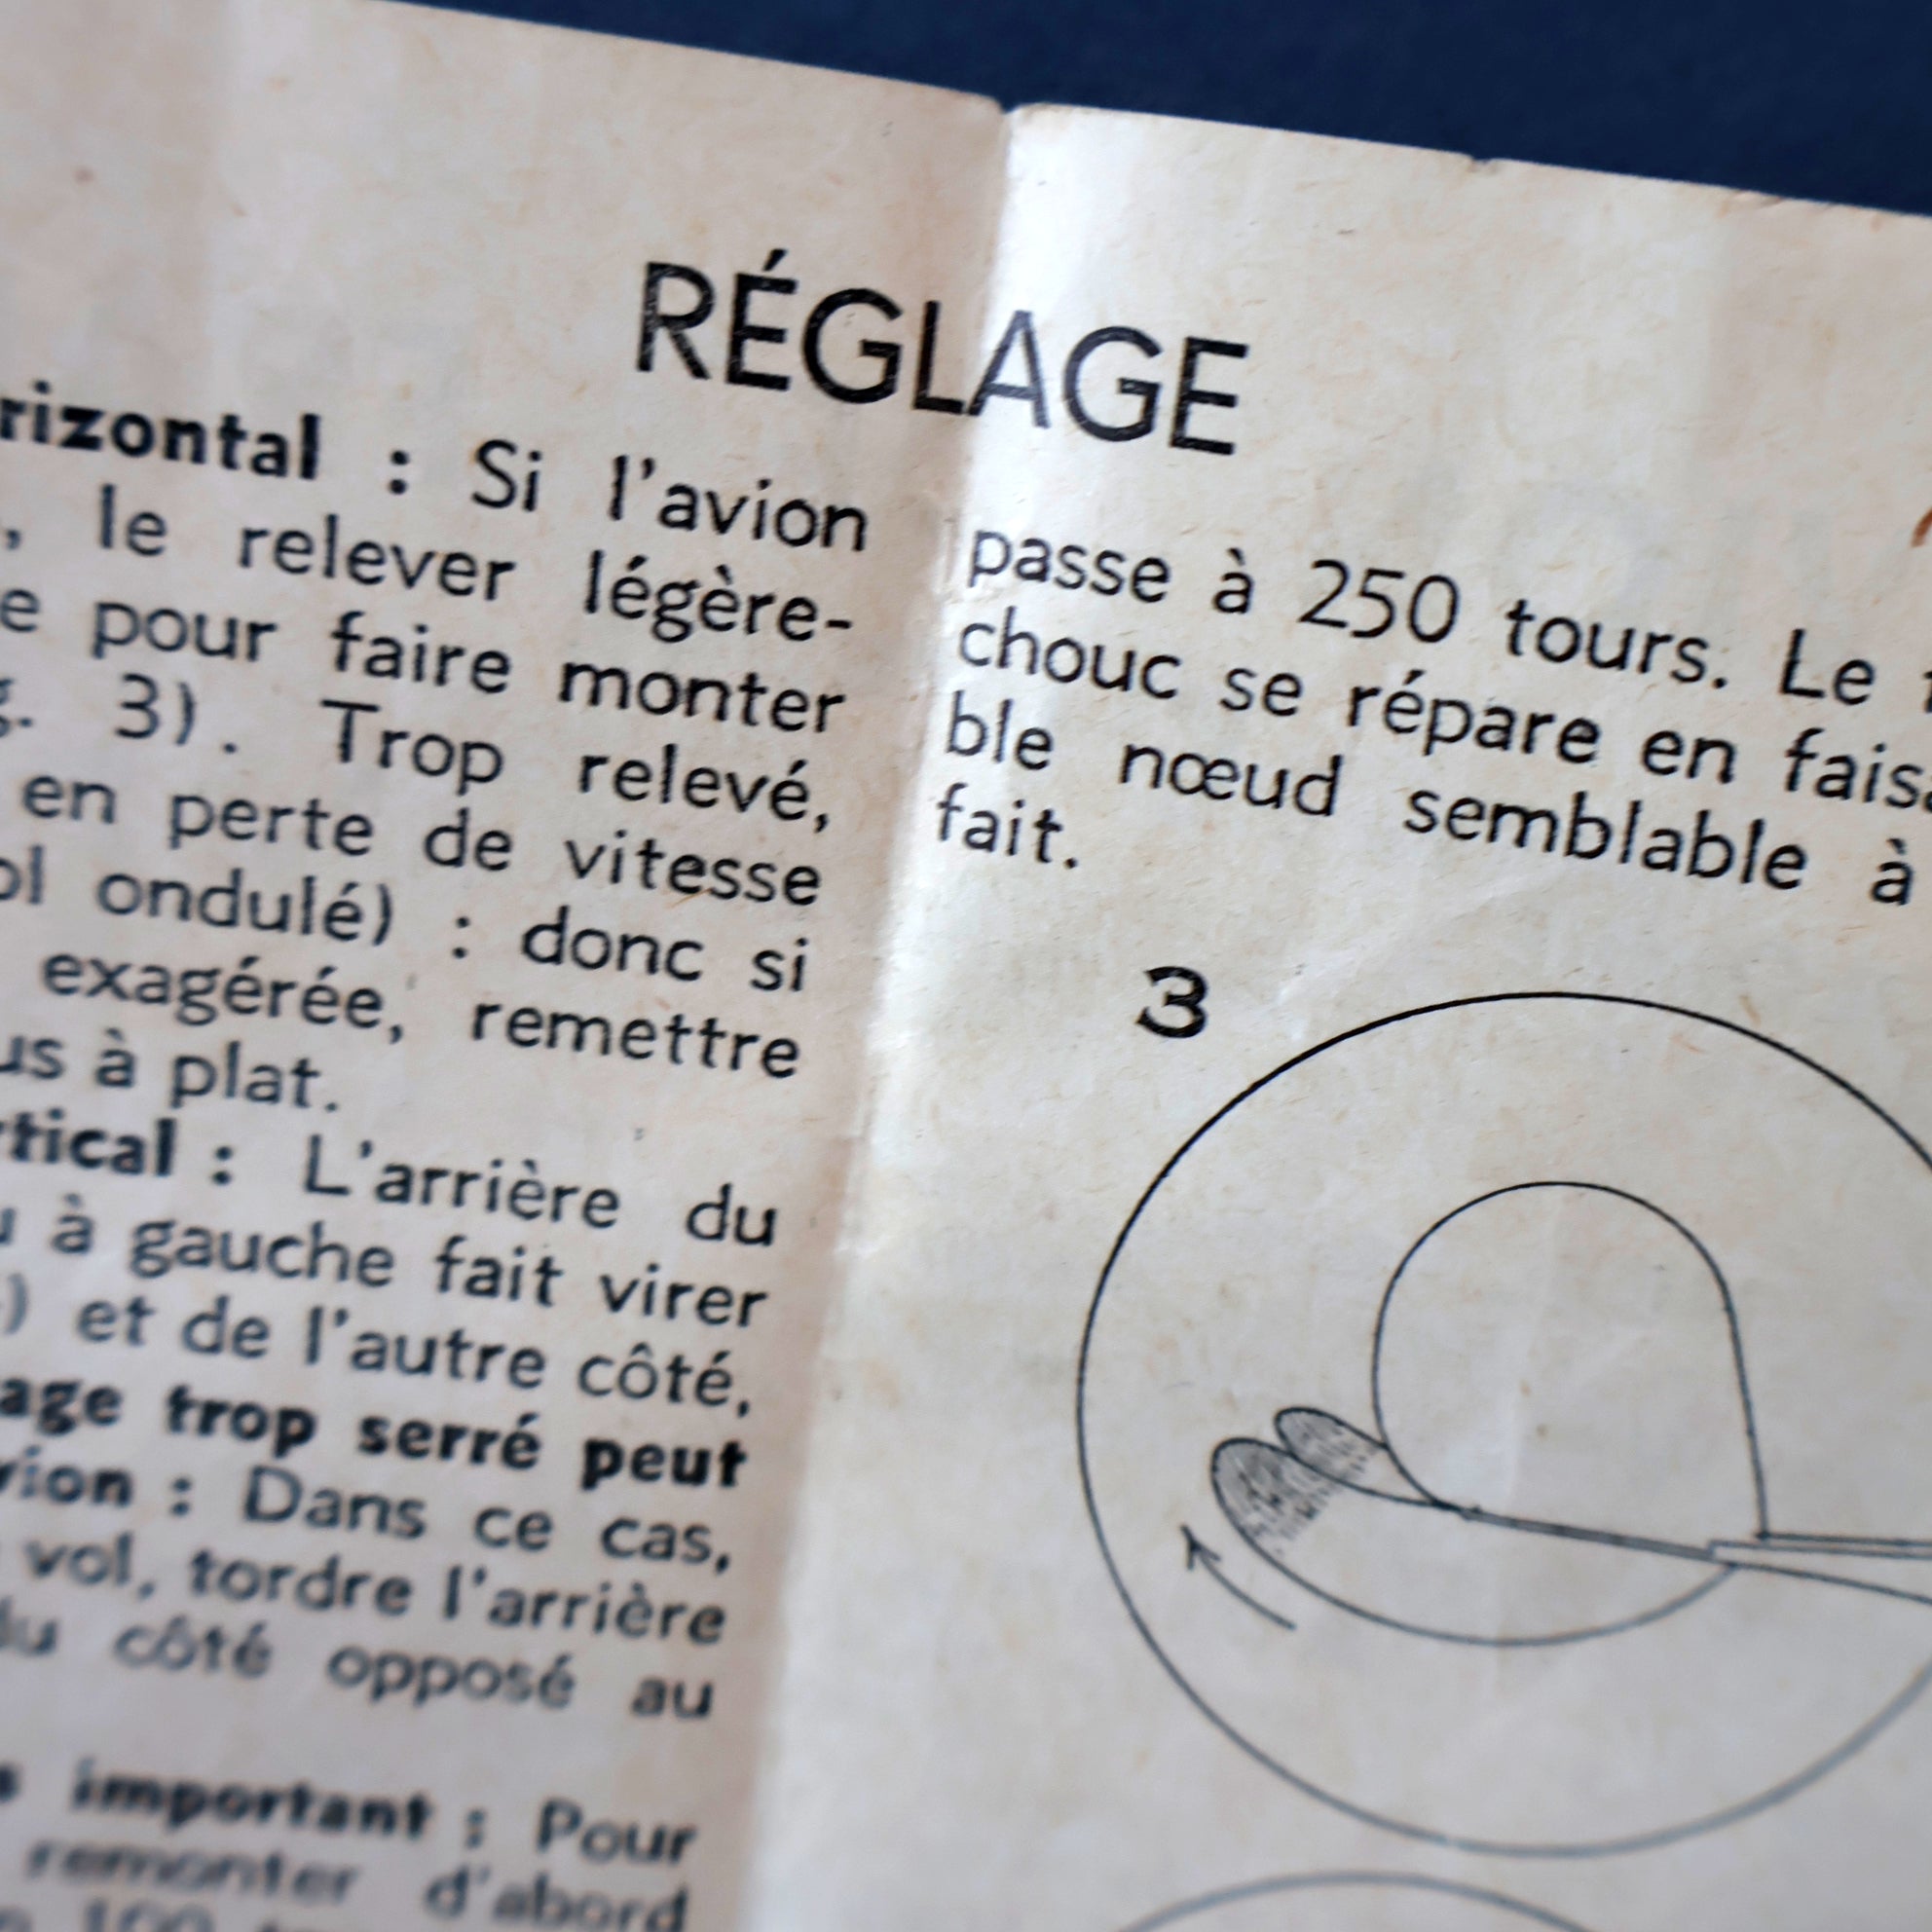 RÉGLAGE
rizontal : Si l'avion
, le relever légère-
e pour faire monter
g. 3). Trop relevé,
en perte de vitesse
ol ondulé) : donc si
exagérée, remettre
us à plat.
rtical : L'arrière du
u à gauche fait virer
) et de l'autre côté,
age trop serré peut
vion : Dans ce cas,
vol, tordre l'arrière
du côté opposé au
s important : Pour
remonter d'abord
100
passe à 250 tours. Le
chouc se répare en fais
ble nœud semblable à
fait.
3